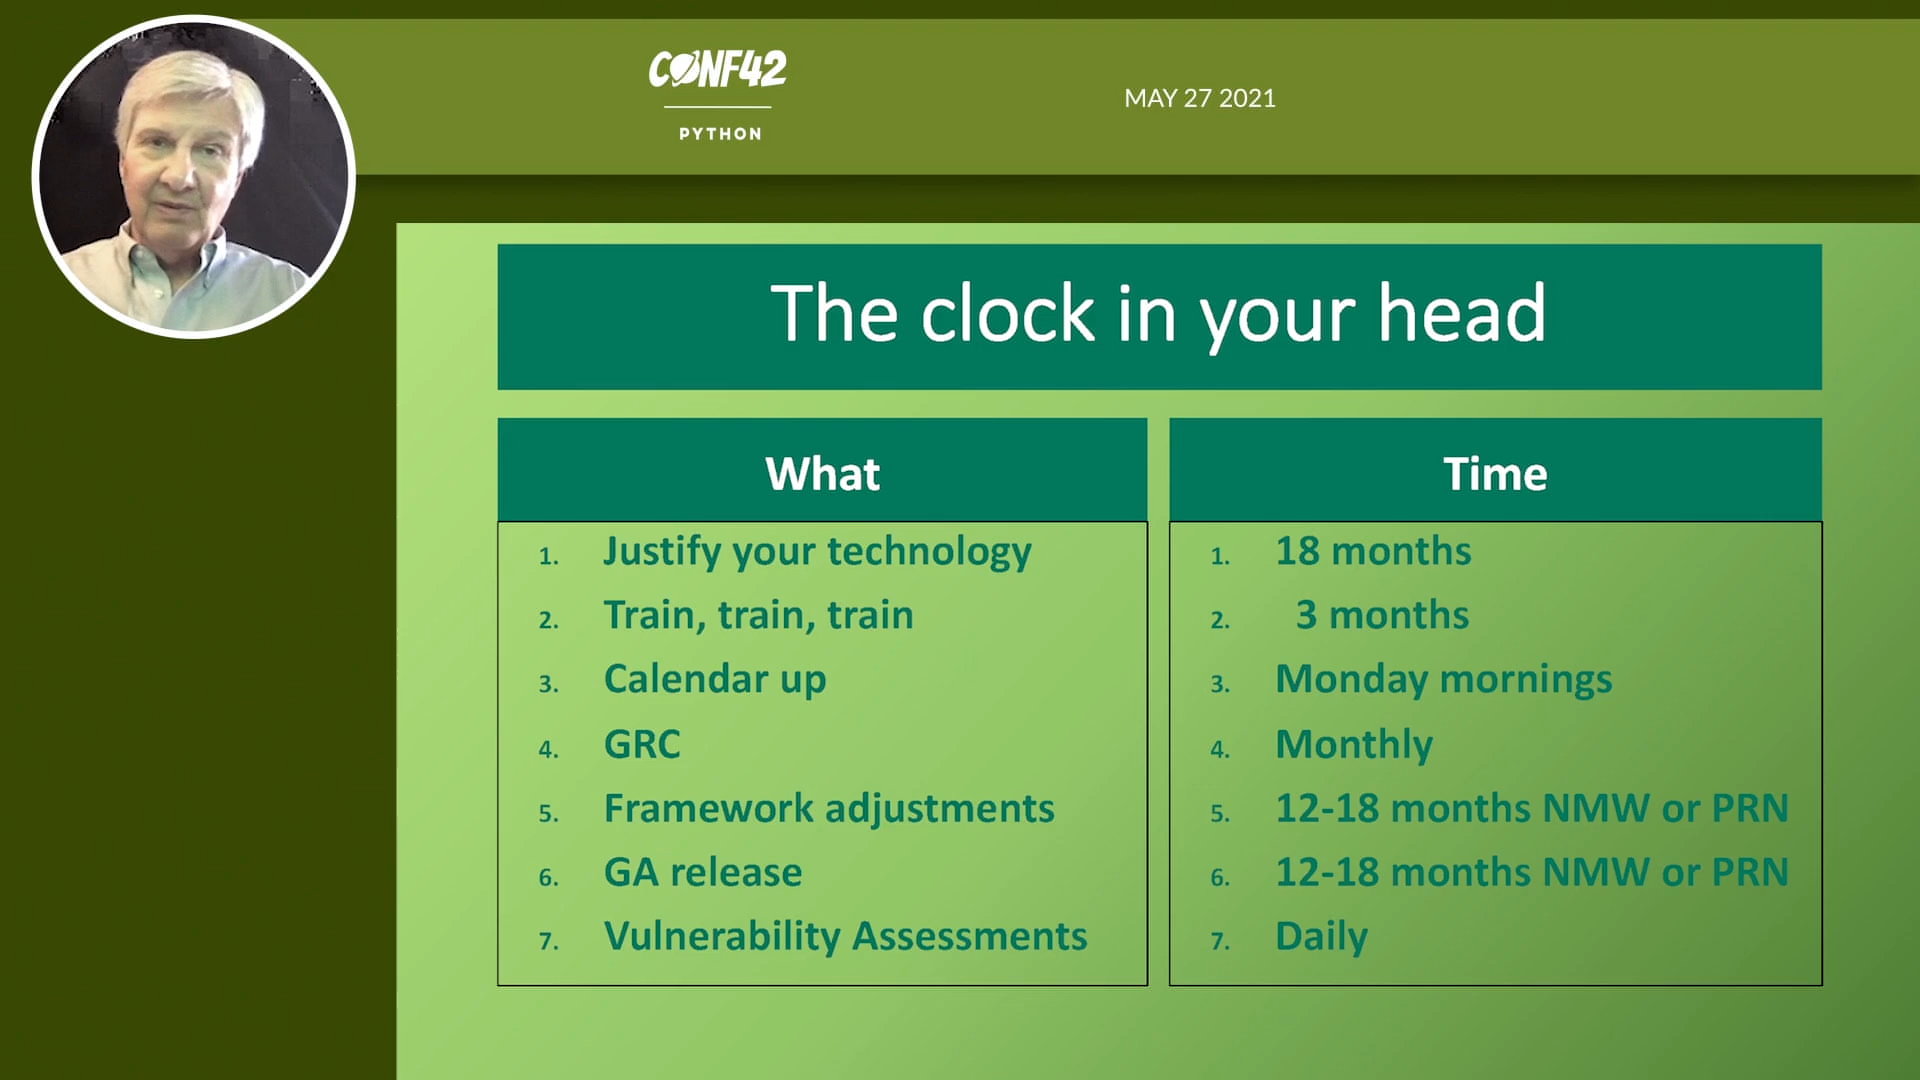 CONF42
PYTHON
MAY 27 2021
The clock in your head
What
1. Justify your technology
2. Train, train, train
3. Calendar up
4. GRC
5. Framework adjustments
6. GA release
7. Vulnerability Assessments
Time
1. 18 months
2. 3 months
3. Monday mornings
4. Monthly
5. 12-18 months NMW or PRN
6. 12-18 months NMW or PRN
7. Daily